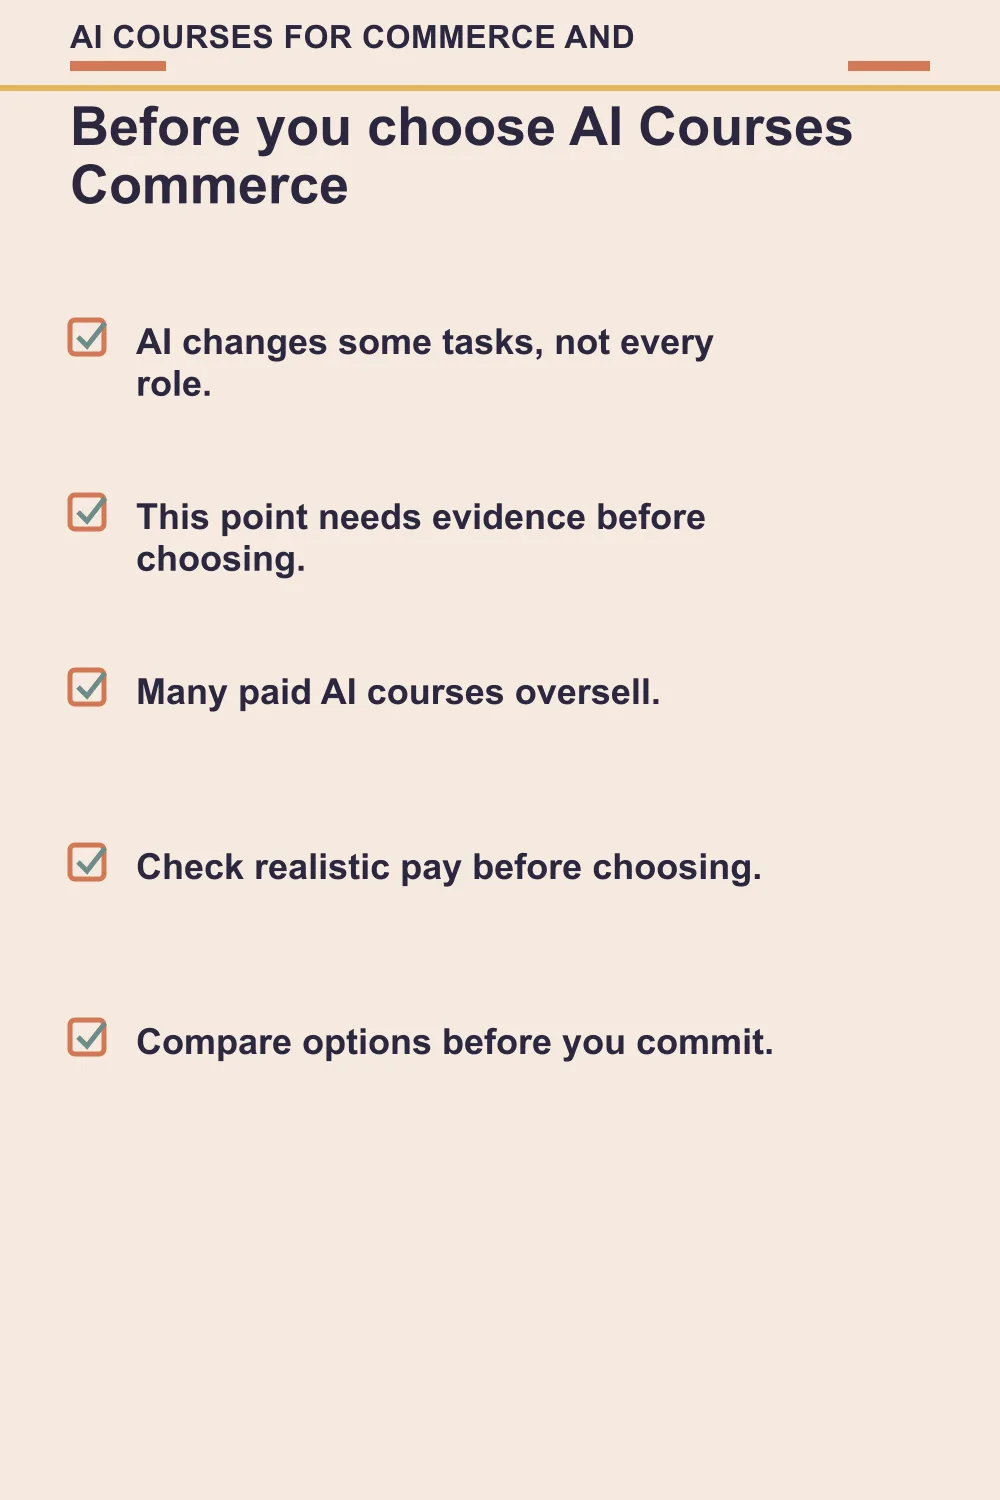 AI COURSES FOR COMMERCE AND
Before you choose AI Courses
Commerce
AI changes some tasks, not every
role.
This point needs evidence before
choosing.
Many paid AI courses oversell.
Check realistic pay before choosing.
Compare options before you commit.